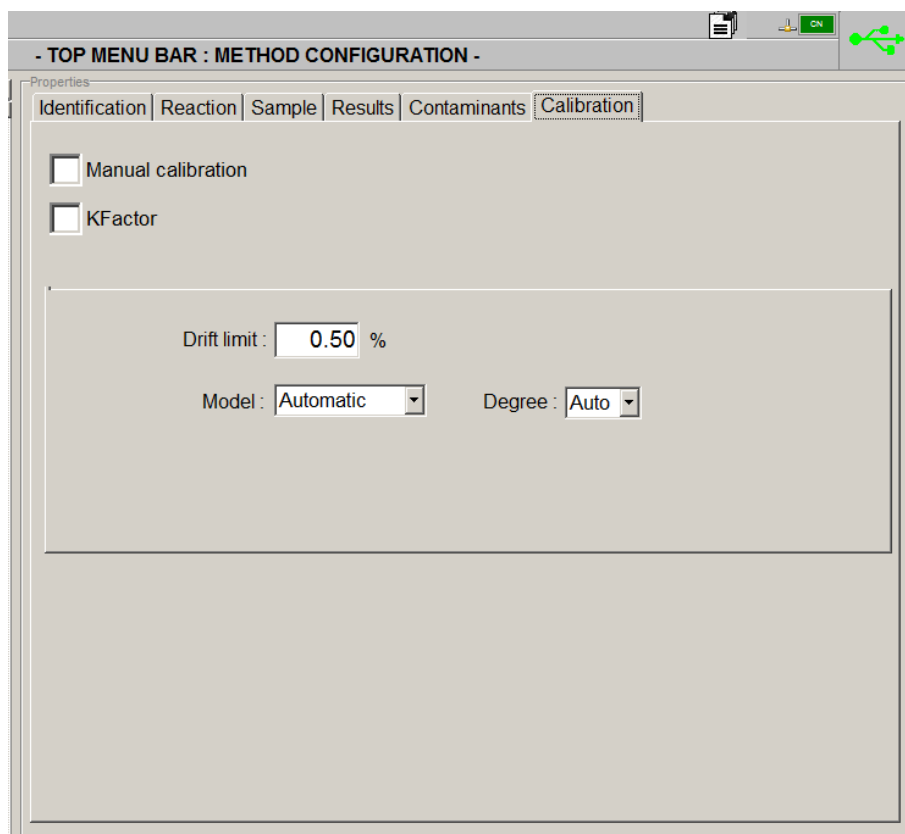 CN
- TOP MENU BAR : METHOD CONFIGURATION -
Properties
Identification Reaction Sample Results Contaminants Calibration
Manual calibration
KFactor
Drift limit : 0.50 %
Model : Automatic Degree : Auto